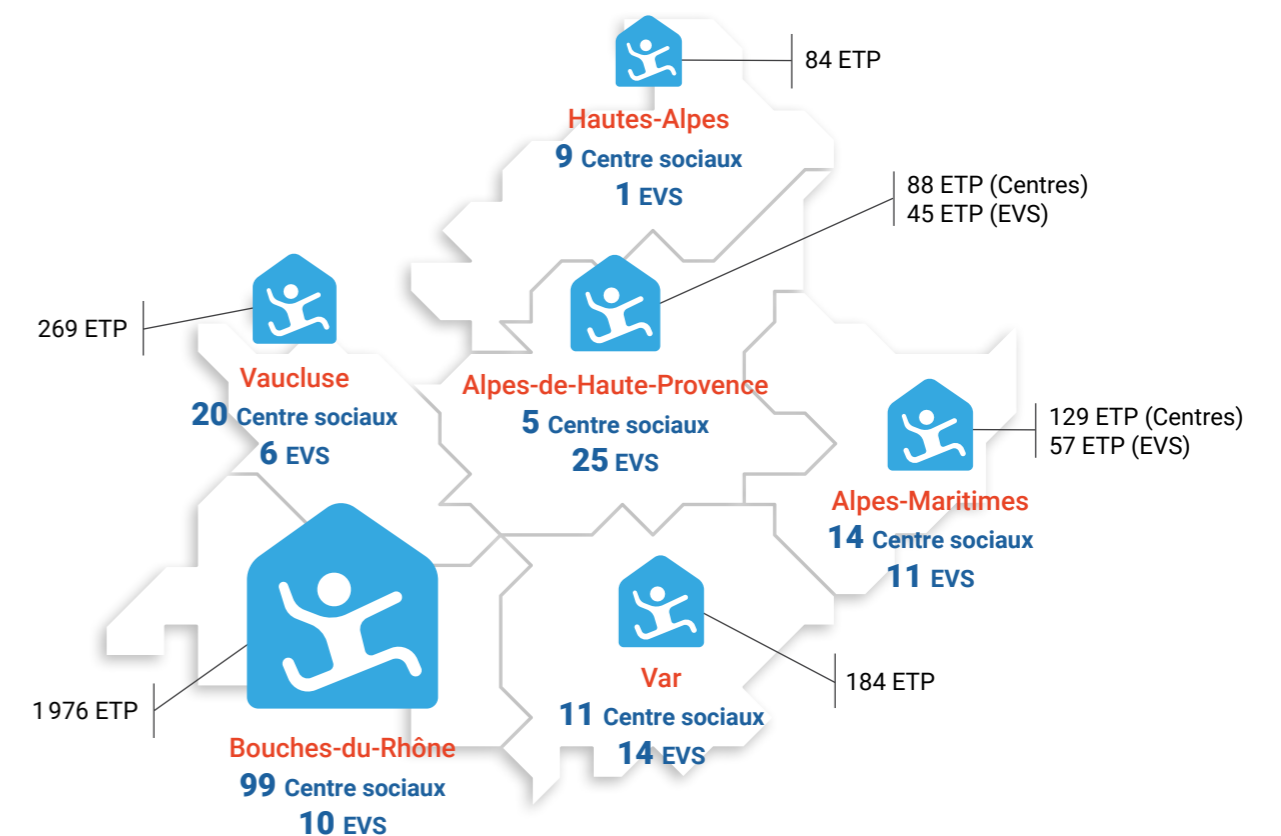 84 ETP
Hautes-Alpes
9 Centre sociaux
1 EVS
88 ETP (Centres)
45 ETP (EVS)
269 ETP
Vaucluse
20 Centre sociaux
6 EVS
Alpes-de-Haute-Provence
5 Centre sociaux
25 EVS
129 ETP (Centres)
57 ETP (EVS)
Alpes-Maritimes
14 Centre sociaux
11 EVS
1 976 ETP
Bouches-du-Rhône
99 Centre sociaux
10 EVS
184 ETP
Var
11 Centre sociaux
14 EVS